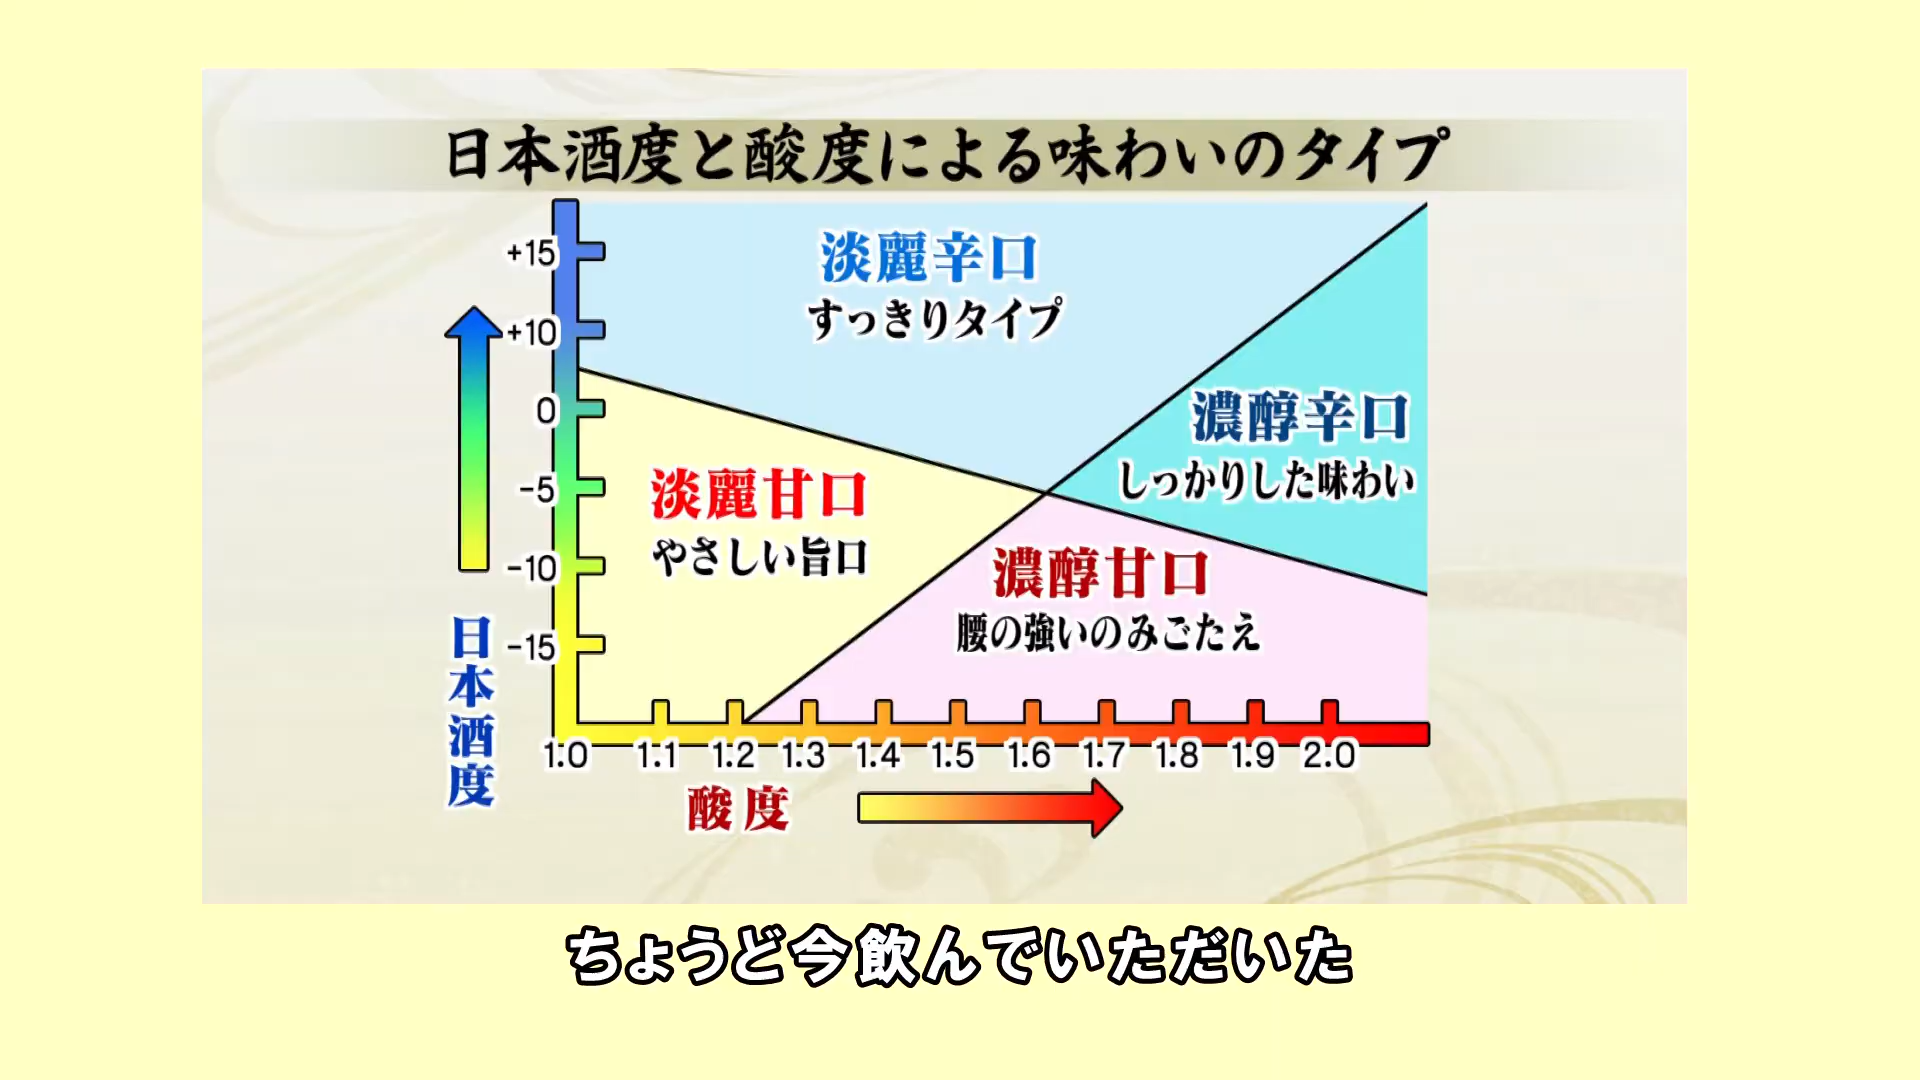 日本酒度と酸度による味わいのタイプ
+15
+10
0
-5
-10
-15
日本酒度
淡麗辛口
すっきりタイプ
濃醇辛口
しっかりした味わい
淡麗甘口
やさしい旨口
濃醇甘口
腰の強いのみごたえ
1.0 1.1 1.2 1.3 1.4 1.5 1.6 1.7 1.8 1.9 2.0
酸度
ちょうど今飲んでいただいた